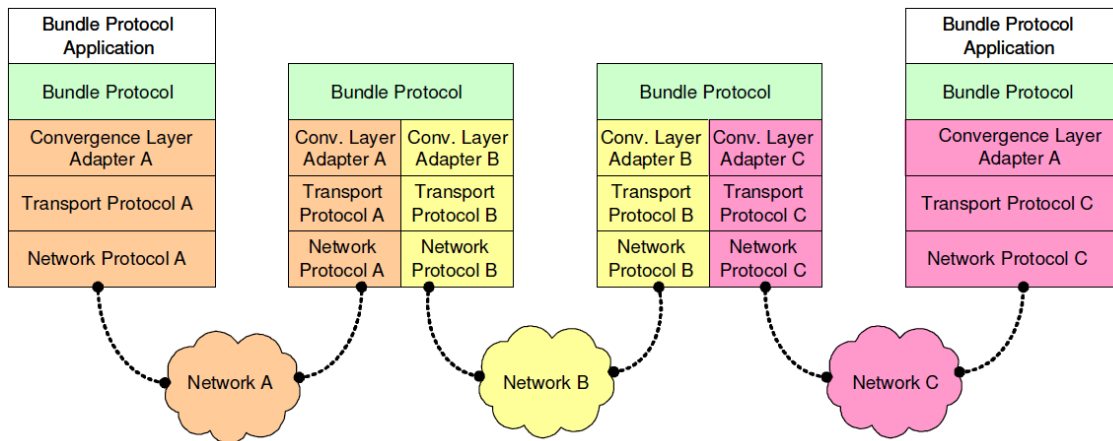 Bundle Protocol
Application
Bundle Protocol
Convergence Layer
Adapter A
Transport Protocol A
Network Protocol A
Bundle Protocol
Conv. Layer
Adapter A
Conv. Layer
Adapter B
Transport
Protocol A
Transport
Protocol B
Network
Protocol A
Network
Protocol B
Bundle Protocol
Conv. Layer
Adapter B
Conv. Layer
Adapter C
Transport
Protocol B
Transport
Protocol C
Network
Protocol B
Network
Protocol C
Bundle Protocol
Application
Bundle Protocol
Convergence Layer
Adapter A
Transport Protocol C
Network Protocol C
Network A
Network B
Network C